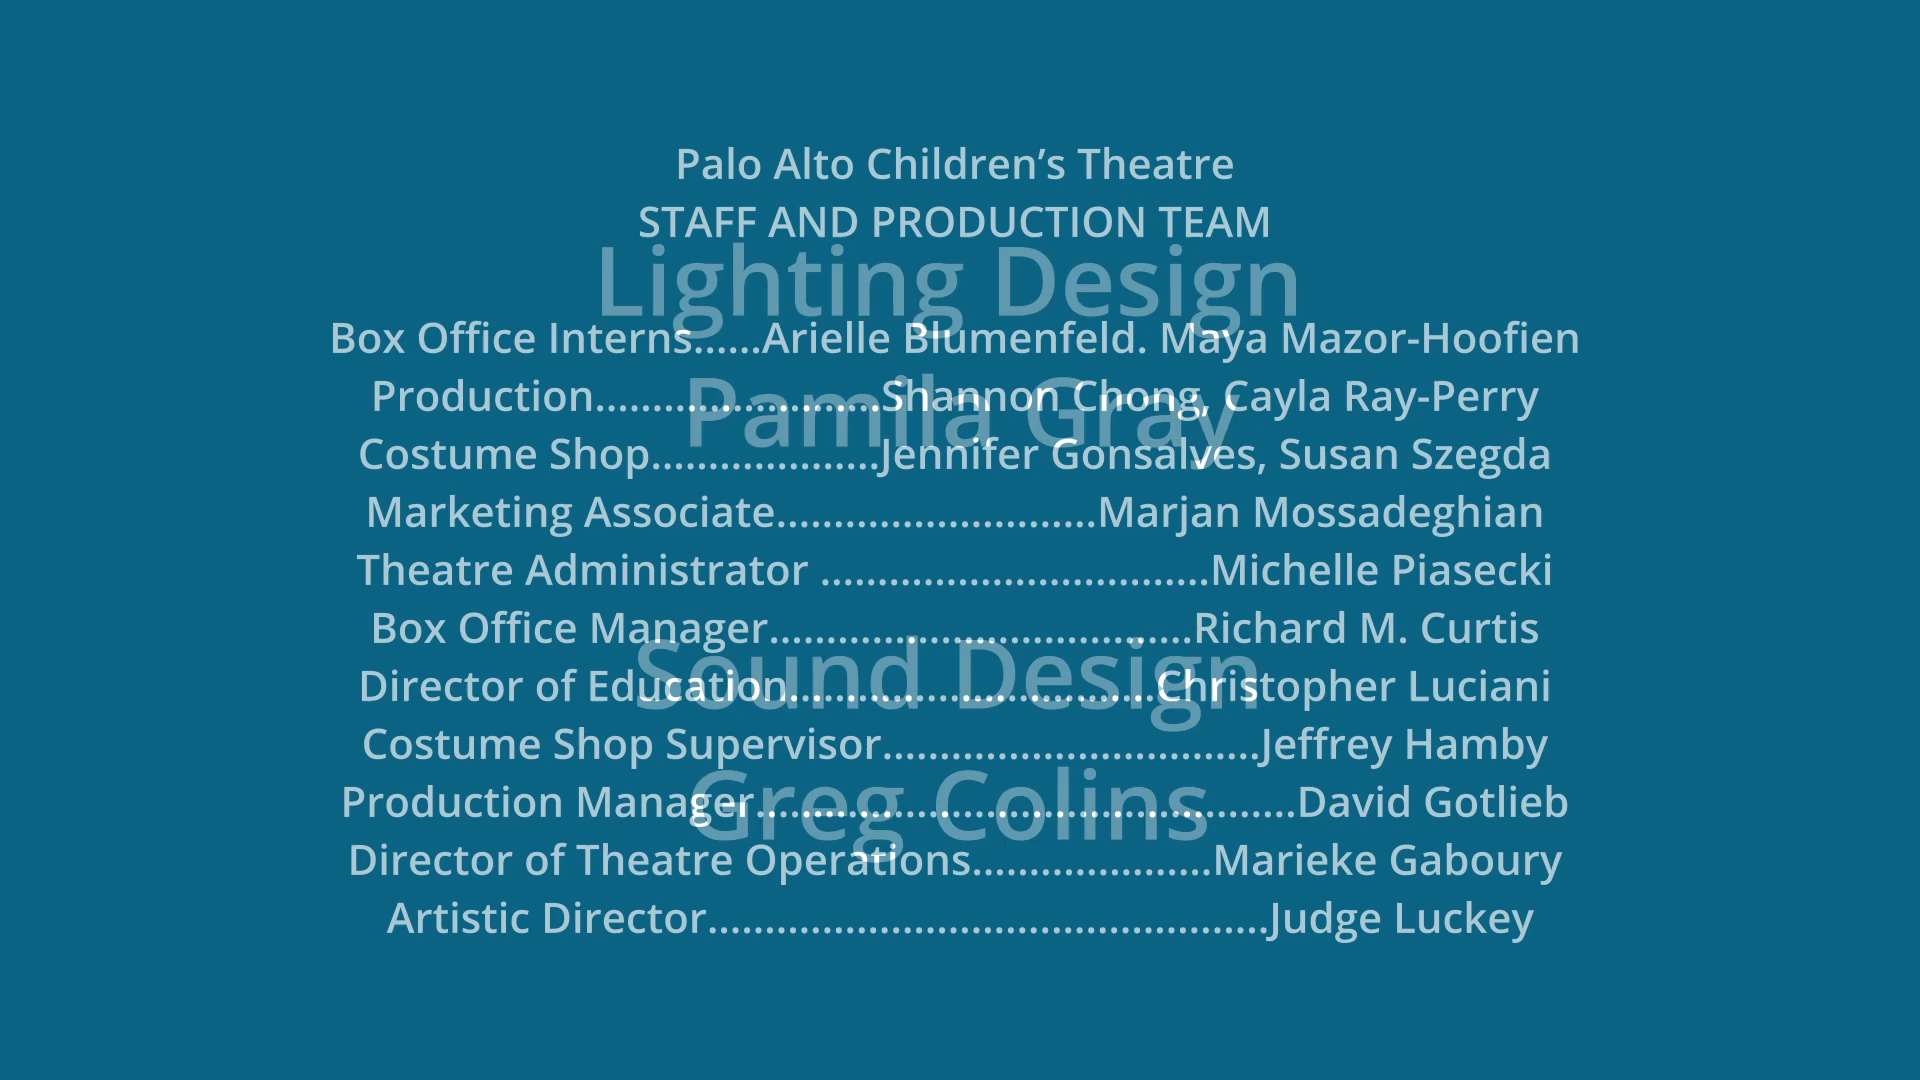 Palo Alto Children’s Theatre
STAFF AND PRODUCTION TEAM
Lighting Design
Box Office Interns......Arielle Blumenfeld. Maya Mazor-Hoofien
Production.........................Shannon Chong, Cayla Ray-Perry
Pamila Gray
Costume Shop....................Jennifer Gonsalves, Susan Szegda
Marketing Associate............................Marjan Mossadeghian
Theatre Administrator ..................................Michelle Piasecki
Box Office Manager.....................................Richard M. Curtis
Sound Design
Director of Education................................Christopher Luciani
Costume Shop Supervisor.................................Jeffrey Hamby
Production Manager...............................................David Gotlieb
Greg Colins
Director of Theatre Operations.....................Marieke Gaboury
Artistic Director.................................................Judge Luckey